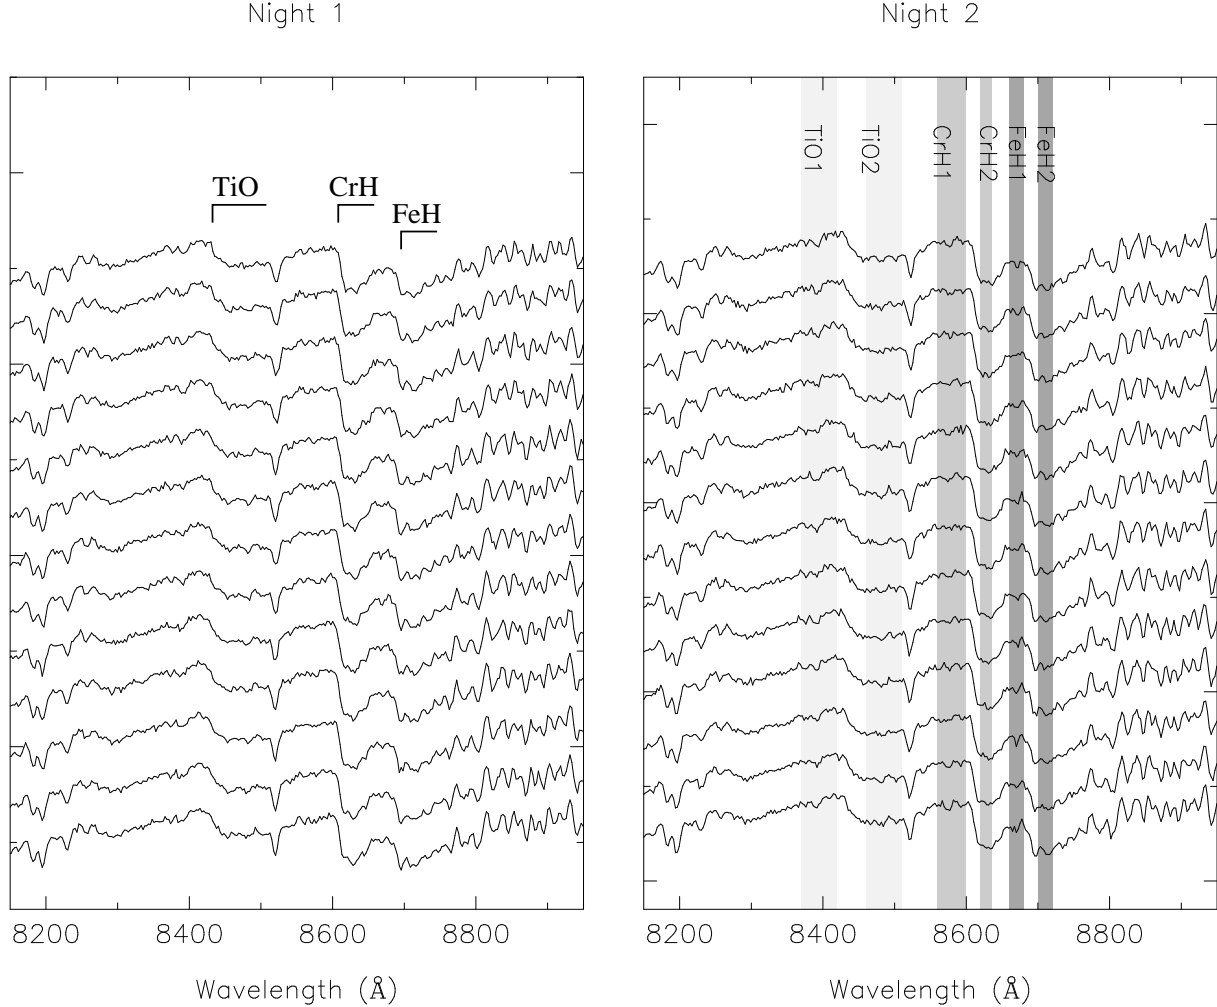 Night 1
Night 2
TiO
CrH
FeH
TiO1
TiO2
CrH1
CrH2
FeH1
FeH2
8200
8400
8600
8800
8200
8400
8600
8800
Wavelength (Å)
Wavelength (Å)